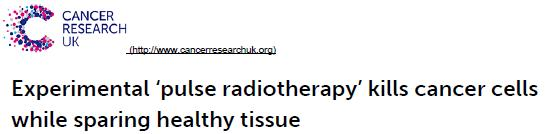 CANCER
RESEARCH
UK
(http://www.cancerresearchuk.org)
Experimental ‘pulse radiotherapy’ kills cancer cells
while sparing healthy tissue